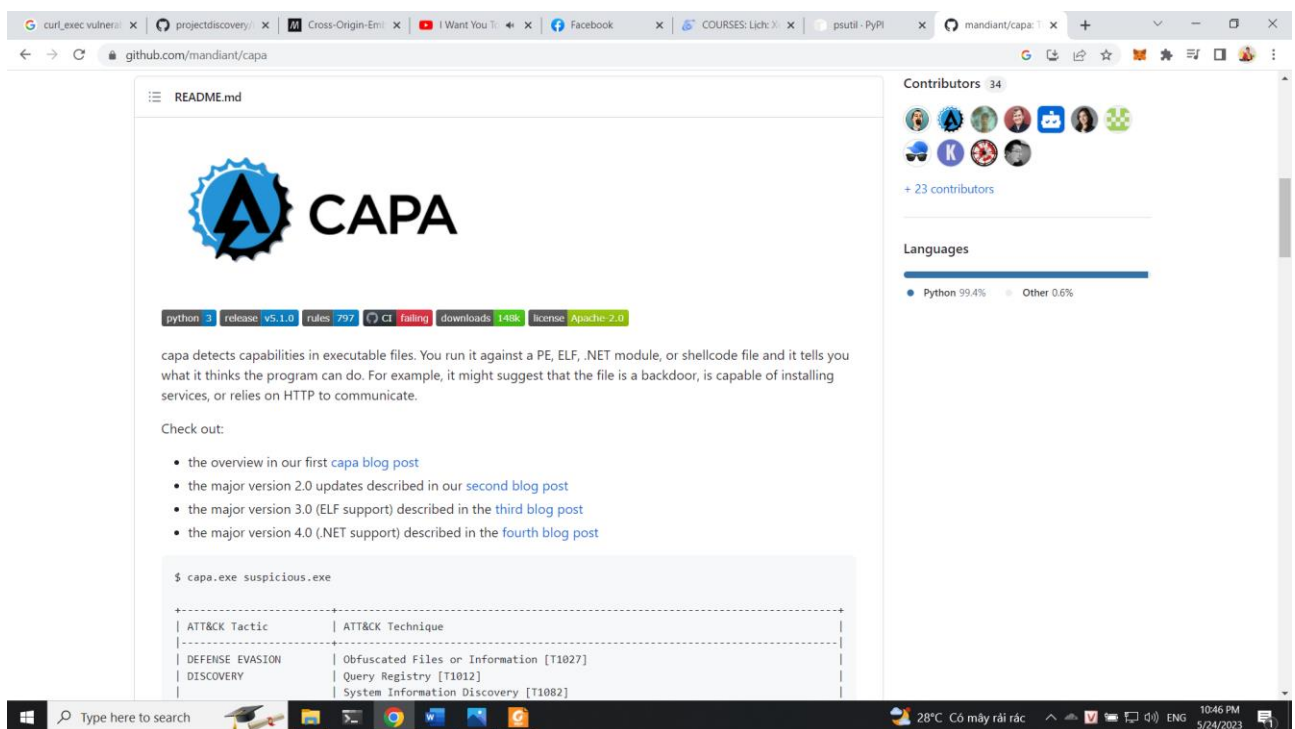 curl_exec vulneral
projectdiscovery/
Cross-Origin-Eml
I Want You To
Facebook
COURSES: Lịch: X
psutil · PyPI
mandiant/capa: T
github.com/mandiant/capa
README.md
CAPA
python 3 release v5.1.0 rules 797 CI failing downloads 148k license Apache-2.0
capa detects capabilities in executable files. You run it against a PE, ELF, .NET module, or shellcode file and it tells you
what it thinks the program can do. For example, it might suggest that the file is a backdoor, is capable of installing
services, or relies on HTTP to communicate.
Check out:
• the overview in our first capa blog post
• the major version 2.0 updates described in our second blog post
• the major version 3.0 (ELF support) described in the third blog post
• the major version 4.0 (.NET support) described in the fourth blog post
$ capa.exe suspicious.exe
+------------------------+------------------------------------------------------------------------------------+
| ATT&CK Tactic | ATT&CK Technique |
|------------------------+------------------------------------------------------------------------------------|
| DEFENSE EVASION | Obfuscated Files or Information [T1027] |
| DISCOVERY | Query Registry [T1012] |
| | System Information Discovery [T1082] |
Contributors 34
K
+ 23 contributors
Languages
Python 99.4% Other 0.6%
Type here to search
28°C Có mây rải rác
ENG
10:46 PM
5/24/2023